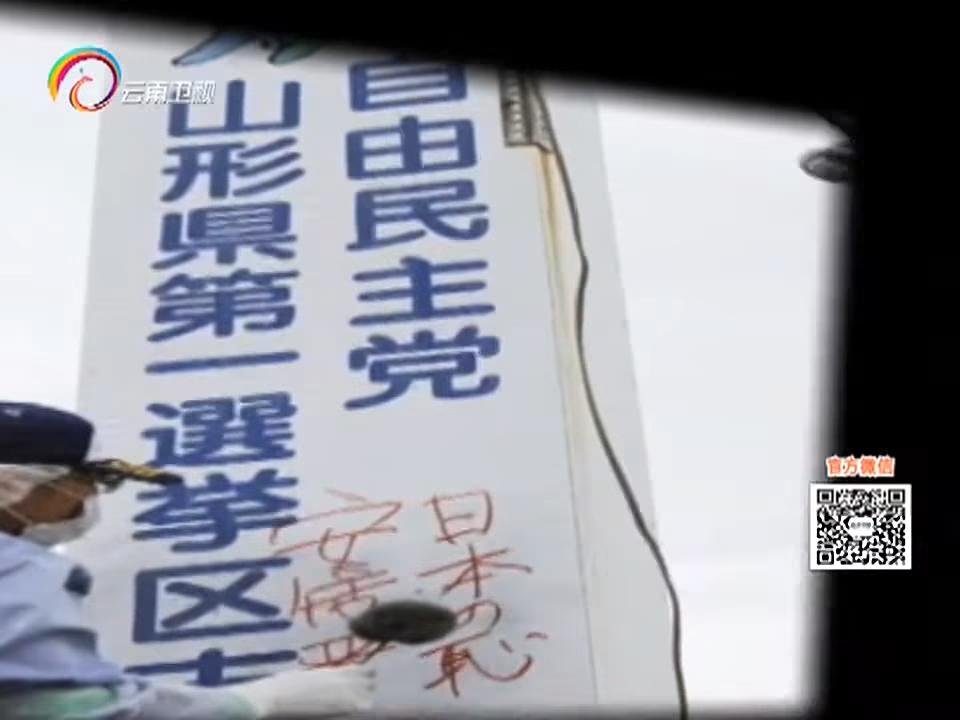 云南卫视
自由民主党
山形県第一選挙区支
日本の恥
安倍
官方微信